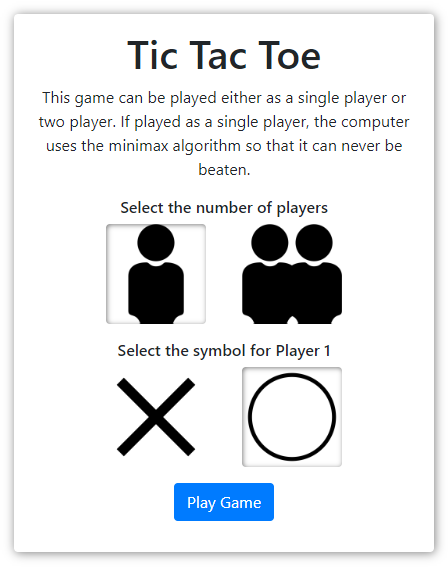 Tic Tac Toe
This game can be played either as a single player or
two player. If played as a single player, the computer
uses the minimax algorithm so that it can never be
beaten.
Select the number of players
Select the symbol for Player 1
Play Game